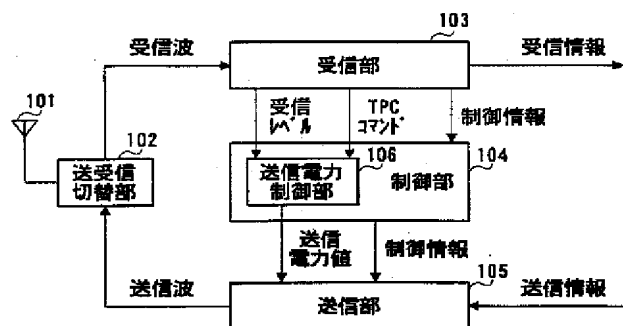 103
受信波
受信部
受信情報
101
102
送受信
切替部
受信
レベル
TPC
コマンド
制御情報
106
104
送信電力
制御部
制御部
送信
電力値
制御情報
105
送信波
送信部
送信情報